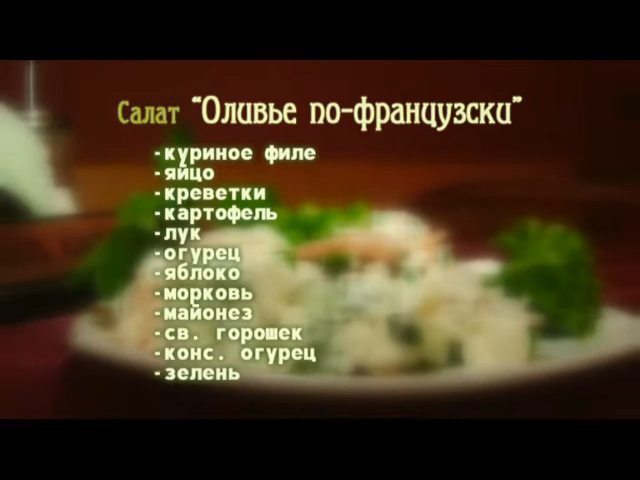 Салат “Оливье по-французски”
-куриное филе
-яйцо
-креветки
-картофель
-лук
-огурец
-яблоко
-морковь
-майонез
-св. горошек
-конс. огурец
-зелень